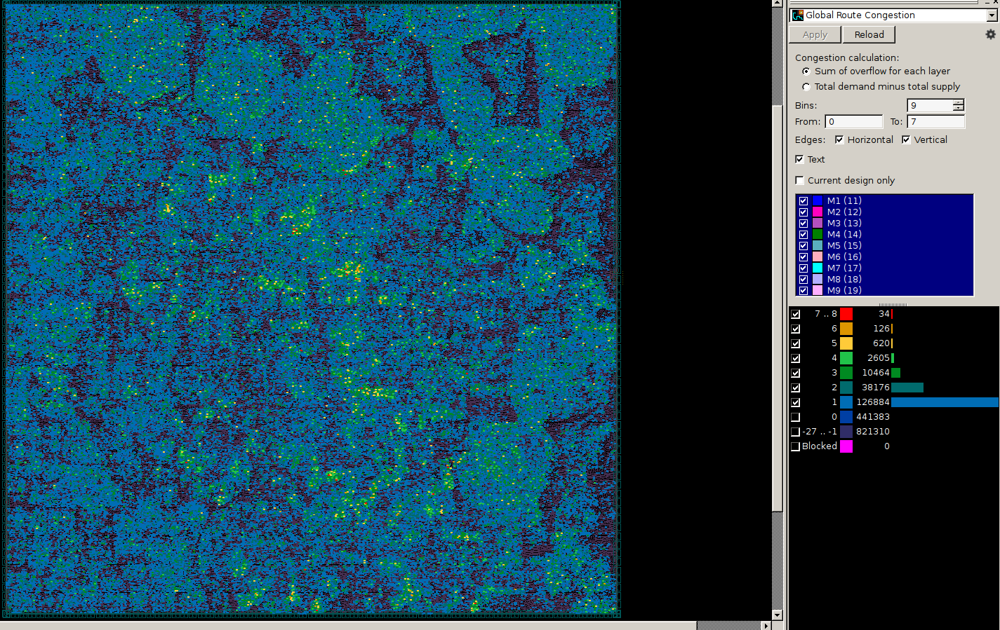 Global Route Congestion
Apply Reload
Congestion calculation:
Sum of overflow for each layer
Total demand minus total supply
Bins: 9
From: 0 To: 7
Edges: Horizontal Vertical
Text
Current design only
M1 (11)
M2 (12)
M3 (13)
M4 (14)
M5 (15)
M6 (16)
M7 (17)
M8 (18)
M9 (19)
7 .. 8 34
6 126
5 620
4 2605
3 10464
2 38176
1 126884
0 441383
-27 .. -1 821310
Blocked 0